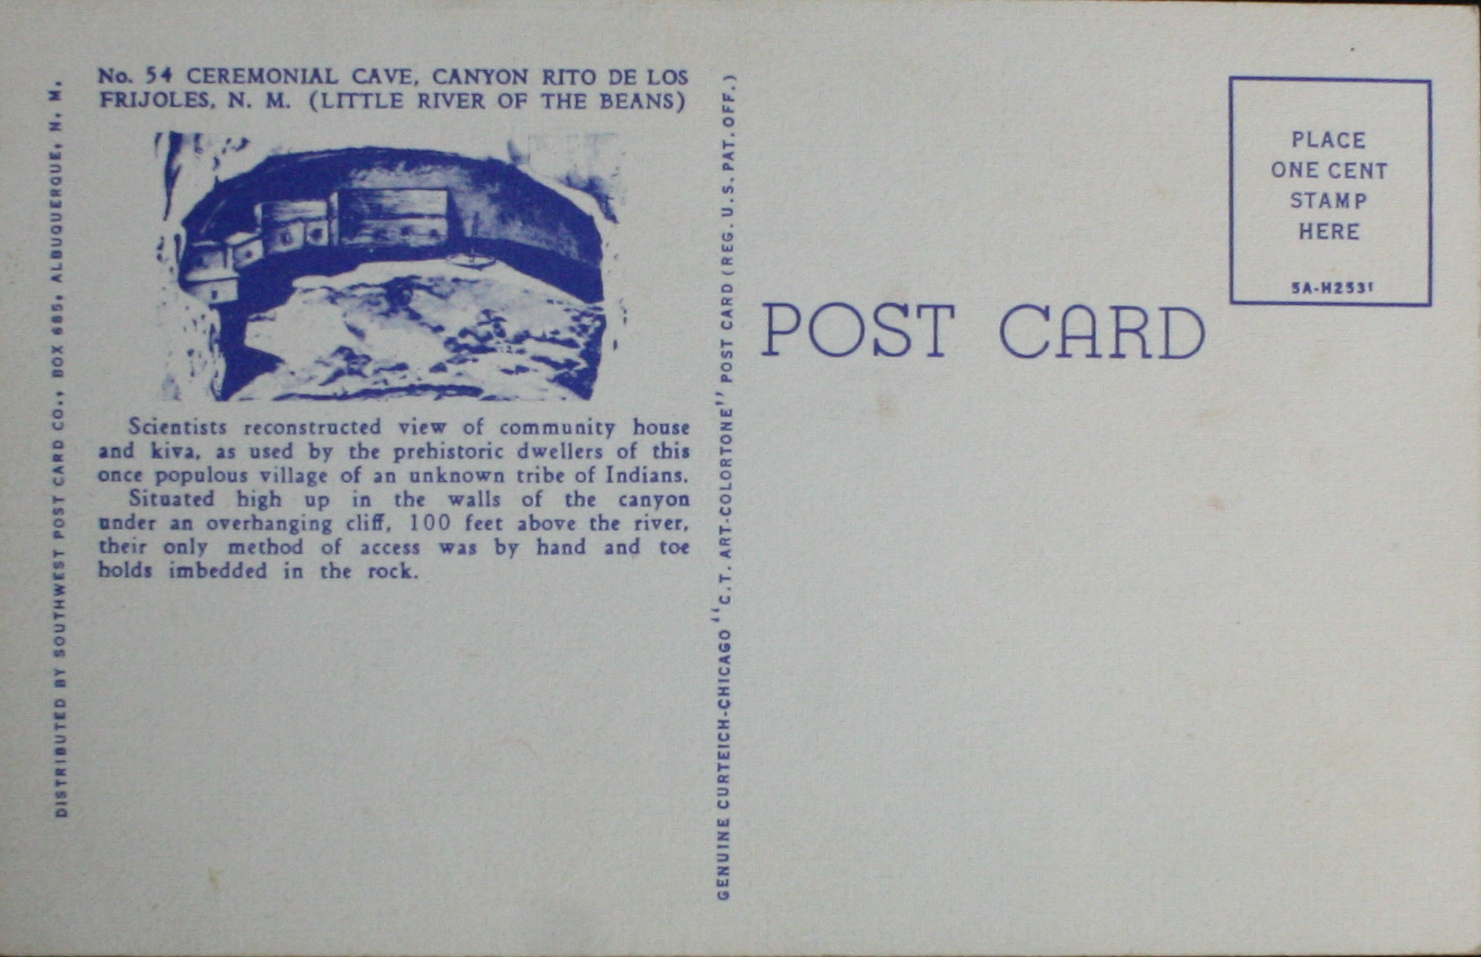 DISTRIBUTED BY SOUTHWEST POST CARD CO., BOX 685, ALBUQUERQUE, N. M.
No. 54 CEREMONIAL CAVE, CANYON RITO DE LOS
FRIJOLES, N. M. (LITTLE RIVER OF THE BEANS)
Scientists reconstructed view of community house
and kiva, as used by the prehistoric dwellers of this
once populous village of an unknown tribe of Indians.
Situated high up in the walls of the canyon
under an overhanging cliff, 100 feet above the river,
their only method of access was by hand and toe
holds imbedded in the rock.
GENUINE CURTEICH-CHICAGO "C.T. ART-COLORTONE" POST CARD (REG. U.S. PAT. OFF.)
POST CARD
PLACE
ONE CENT
STAMP
HERE
5A-H2531